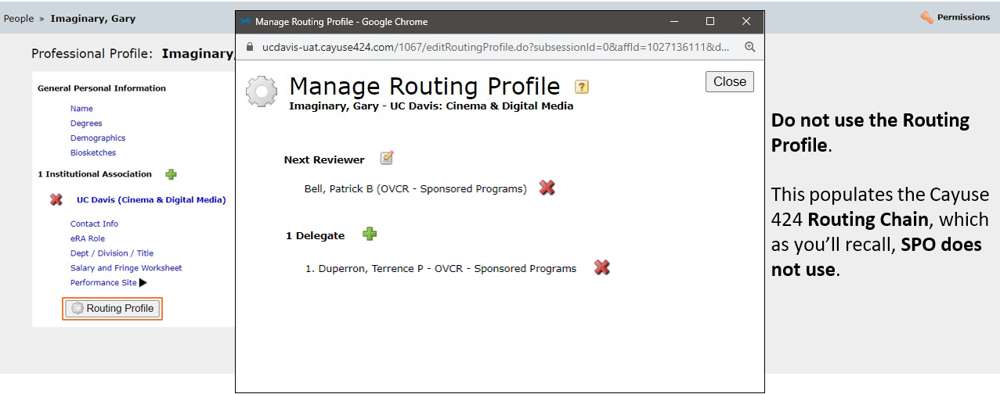 People » Imaginary, Gary
Permissions
Professional Profile: Imaginary,
General Personal Information
Name
Degrees
Demographics
Biosketches
1 Institutional Association
UC Davis (Cinema & Digital Media)
Contact Info
eRA Role
Dept / Division / Title
Salary and Fringe Worksheet
Performance Site
Routing Profile
Manage Routing Profile - Google Chrome
ucdavis-uat.cayuse424.com/1067/editRoutingProfile.do?subsessionId=0&affId=1027136111&d...
Manage Routing Profile ?
Close
Imaginary, Gary - UC Davis: Cinema & Digital Media
Next Reviewer
Bell, Patrick B (OVCR - Sponsored Programs)
1 Delegate
1. Duperron, Terrence P - OVCR - Sponsored Programs
Do not use the Routing
Profile.
This populates the Cayuse
424 Routing Chain, which
as you’ll recall, SPO does
not use.